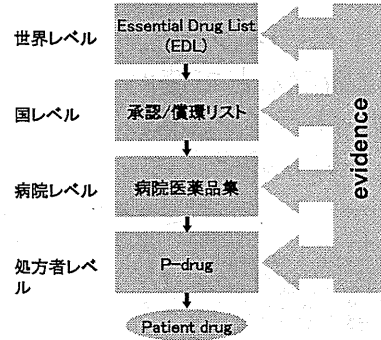 世界レベル
Essential Drug List
(EDL)
国レベル
承認/償環リスト
病院レベル
病院医薬品集
処方者レベ
ル
P-drug
Patient drug
evidence